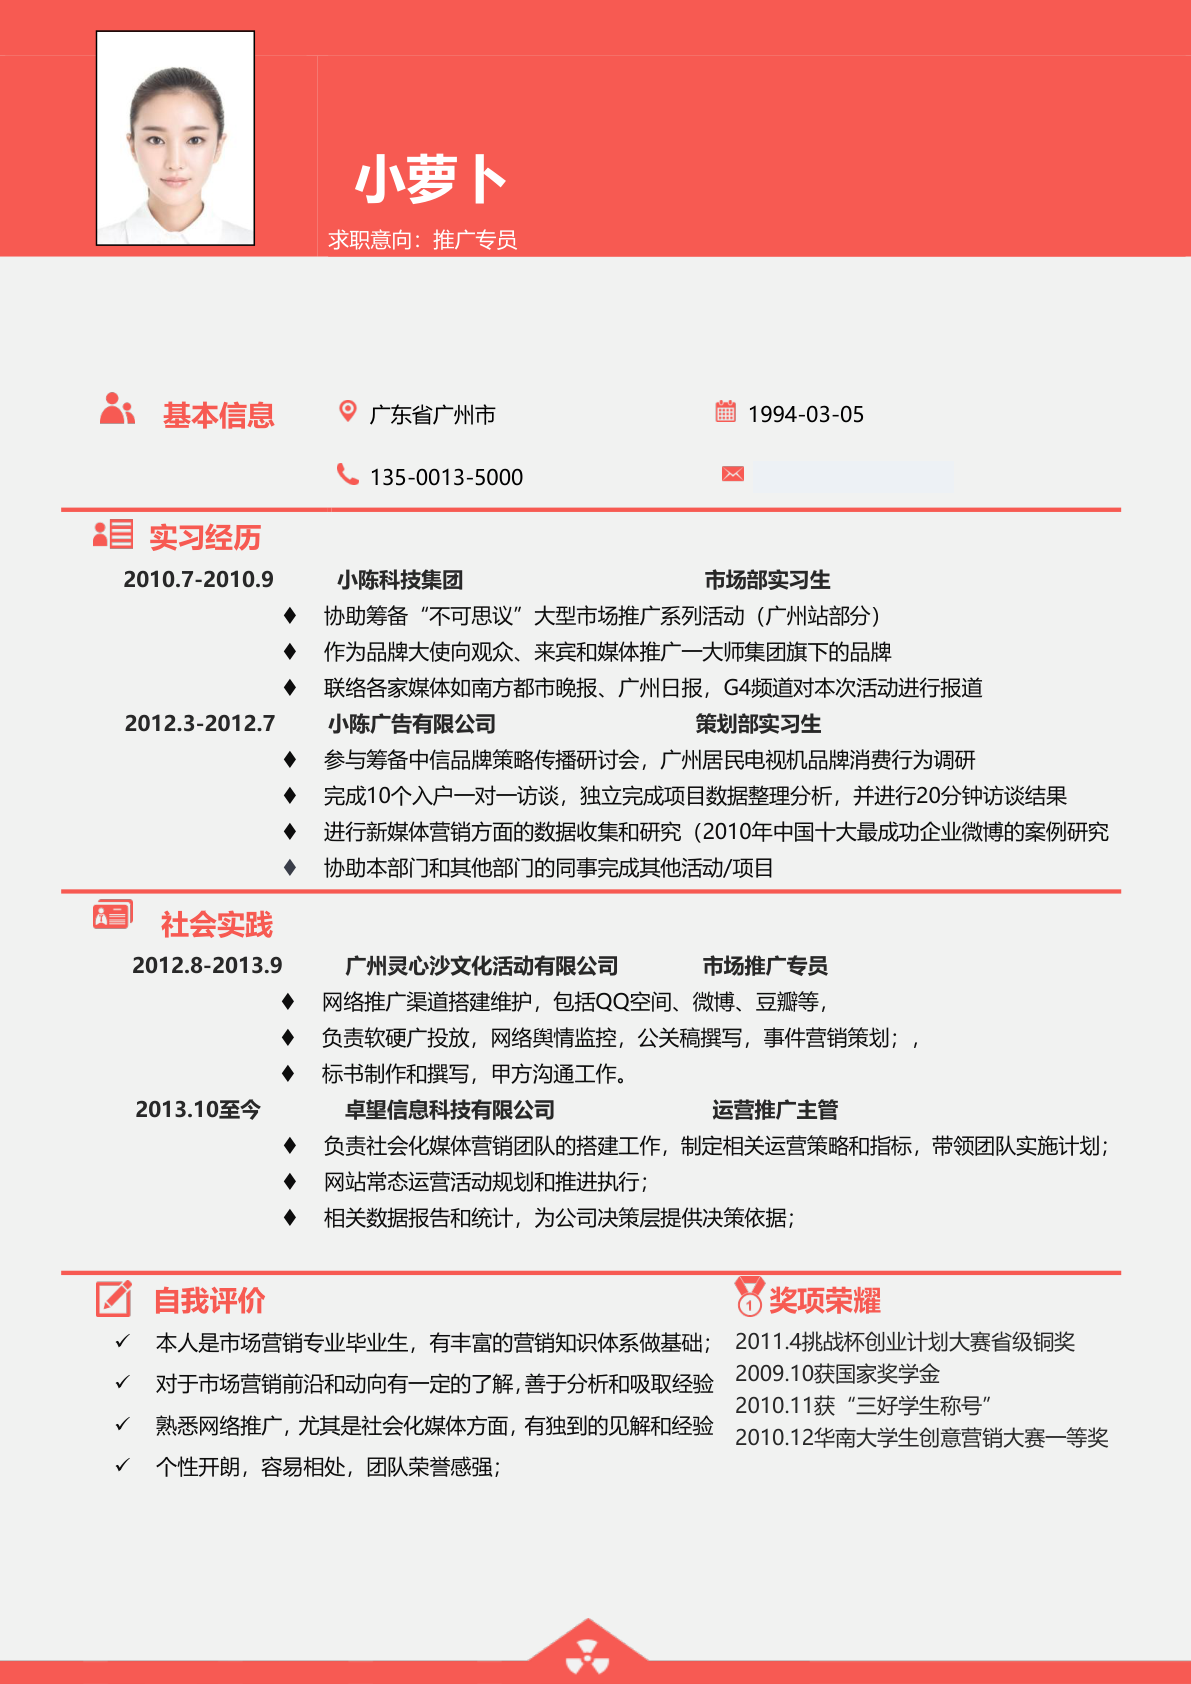 小萝卜
求职意向：推广专员
基本信息
广东省广州市
1994-03-05
135-0013-5000
实习经历
2010.7-2010.9 小陈科技集团 市场部实习生
♦ 协助筹备“不可思议”大型市场推广系列活动（广州站部分）
♦ 作为品牌大使向观众、来宾和媒体推广一大师集团旗下的品牌
♦ 联络各家媒体如南方都市晚报、广州日报，G4频道对本次活动进行报道
2012.3-2012.7 小陈广告有限公司 策划部实习生
♦ 参与筹备中信品牌策略传播研讨会，广州居民电视机品牌消费行为调研
♦ 完成10个入户一对一访谈，独立完成项目数据整理分析，并进行20分钟访谈结果
♦ 进行新媒体营销方面的数据收集和研究（2010年中国十大最成功企业微博的案例研究
♦ 协助本部门和其他部门的同事完成其他活动/项目
社会实践
2012.8-2013.9 广州灵心沙文化活动有限公司 市场推广专员
♦ 网络推广渠道搭建维护，包括QQ空间、微博、豆瓣等，
♦ 负责软硬广投放，网络舆情监控，公关稿撰写，事件营销策划；，
♦ 标书制作和撰写，甲方沟通工作。
2013.10至今 卓望信息科技有限公司 运营推广主管
♦ 负责社会化媒体营销团队的搭建工作，制定相关运营策略和指标，带领团队实施计划；
♦ 网站常态运营活动规划和推进执行；
♦ 相关数据报告和统计，为公司决策层提供决策依据；
自我评价
✓ 本人是市场营销专业毕业生，有丰富的营销知识体系做基础；
✓ 对于市场营销前沿和动向有一定的了解，善于分析和吸取经验
✓ 熟悉网络推广，尤其是社会化媒体方面，有独到的见解和经验
✓ 个性开朗，容易相处，团队荣誉感强；
1 奖项荣耀
2011.4挑战杯创业计划大赛省级铜奖
2009.10获国家奖学金
2010.11获“三好学生称号”
2010.12华南大学生创意营销大赛一等奖